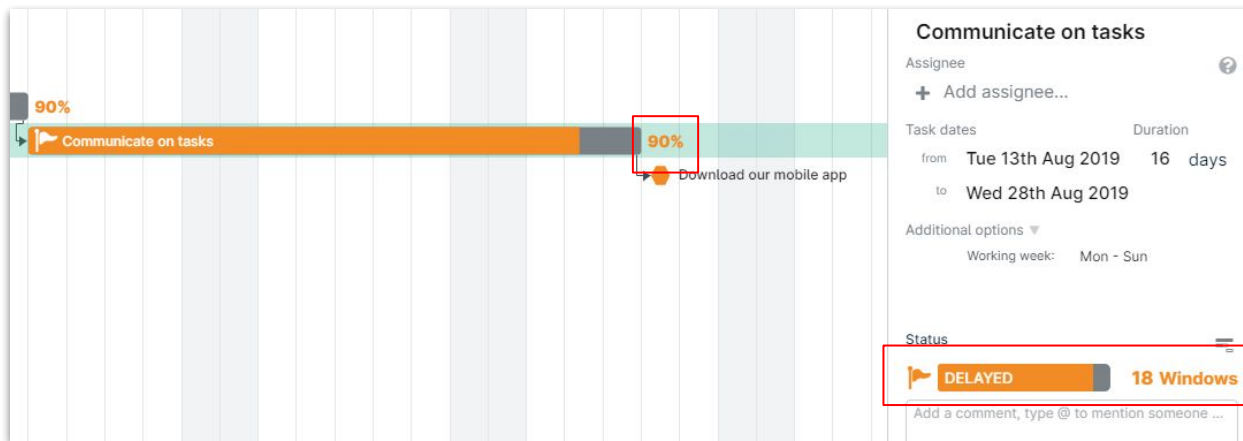 90%
Communicate on tasks
90%
Download our mobile app
Communicate on tasks
Assignee
?
+ Add assignee...
Task dates Duration
from Tue 13th Aug 2019 16 days
to Wed 28th Aug 2019
Additional options ▼
Working week: Mon - Sun
Status
DELAYED 18 Windows
Add a comment, type @ to mention someone ...